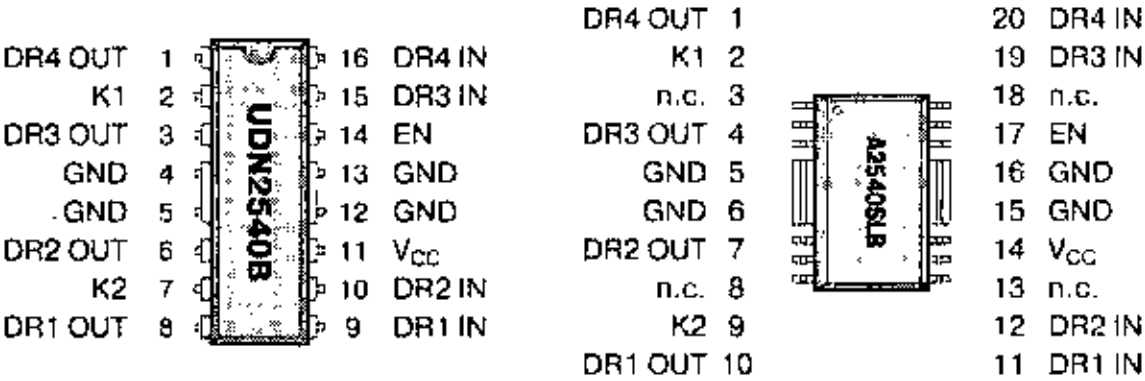 DR4 OUT 1 16 DR4 IN
K1 2 15 DR3 IN
DR3 OUT 3 14 EN
GND 4 13 GND
GND 5 12 GND
DR2 OUT 6 11 VCC
K2 7 10 DR2 IN
DR1 OUT 8 9 DR1 IN
UDN2540B
DR4 OUT 1 20 DR4 IN
K1 2 19 DR3 IN
n.c. 3 18 n.c.
DR3 OUT 4 17 EN
GND 5 16 GND
GND 6 15 GND
DR2 OUT 7 14 VCC
n.c. 8 13 n.c.
K2 9 12 DR2 IN
DR1 OUT 10 11 DR1 IN
A2540SLB